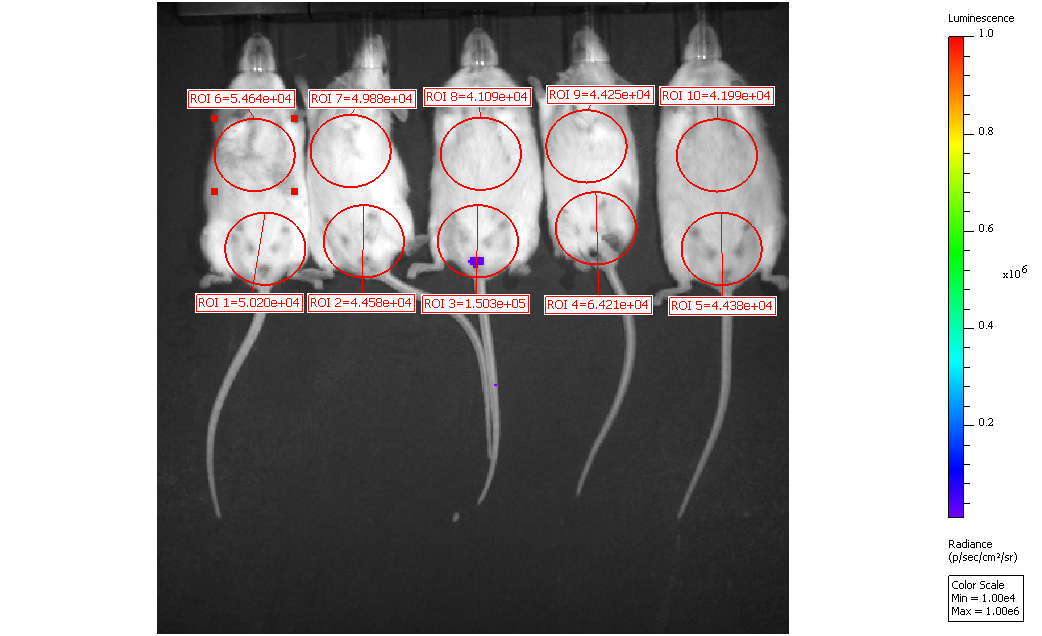 Luminescence
1.0
ROI 6=5.464e+04
ROI 7=4.988e+04
ROI 8=4.109e+04
ROI 9=4.425e+04
ROI 10=4.199e+04
0.8
0.6
x10⁶
ROI 1=5.020e+04
ROI 2=4.458e+04
ROI 3=1.503e+05
ROI 4=6.421e+04
ROI 5=4.438e+04
0.4
0.2
Radiance
(p/sec/cm²/sr)
Color Scale
Min = 1.00e4
Max = 1.00e6